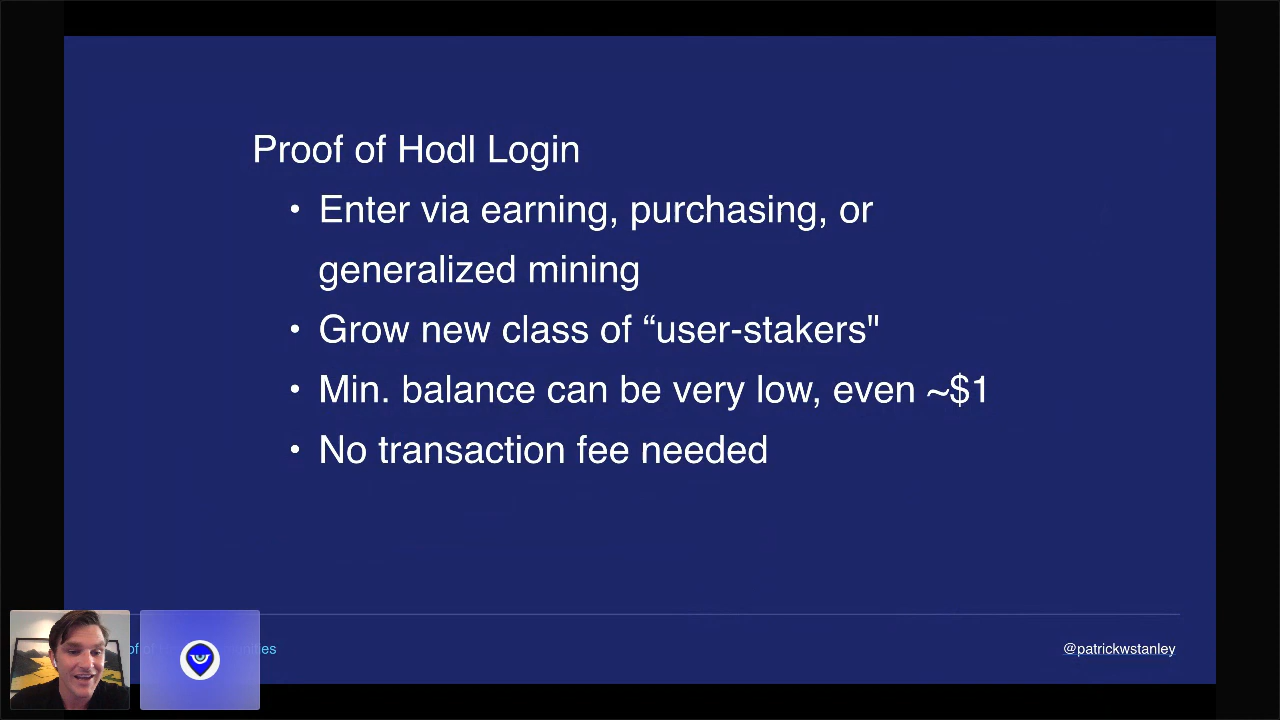 Proof of Hodl Login
• Enter via earning, purchasing, or
generalized mining
• Grow new class of “user-stakers"
• Min. balance can be very low, even ~$1
• No transaction fee needed
@patrickwstanley